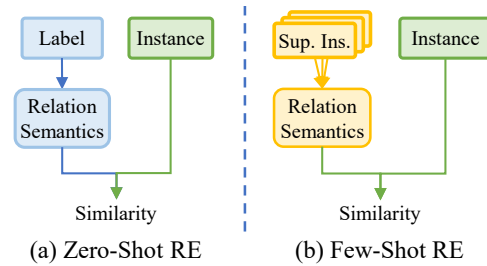 Label
Instance
Relation
Semantics
Similarity
(a) Zero-Shot RE
Sup. Ins.
Instance
Relation
Semantics
Similarity
(b) Few-Shot RE